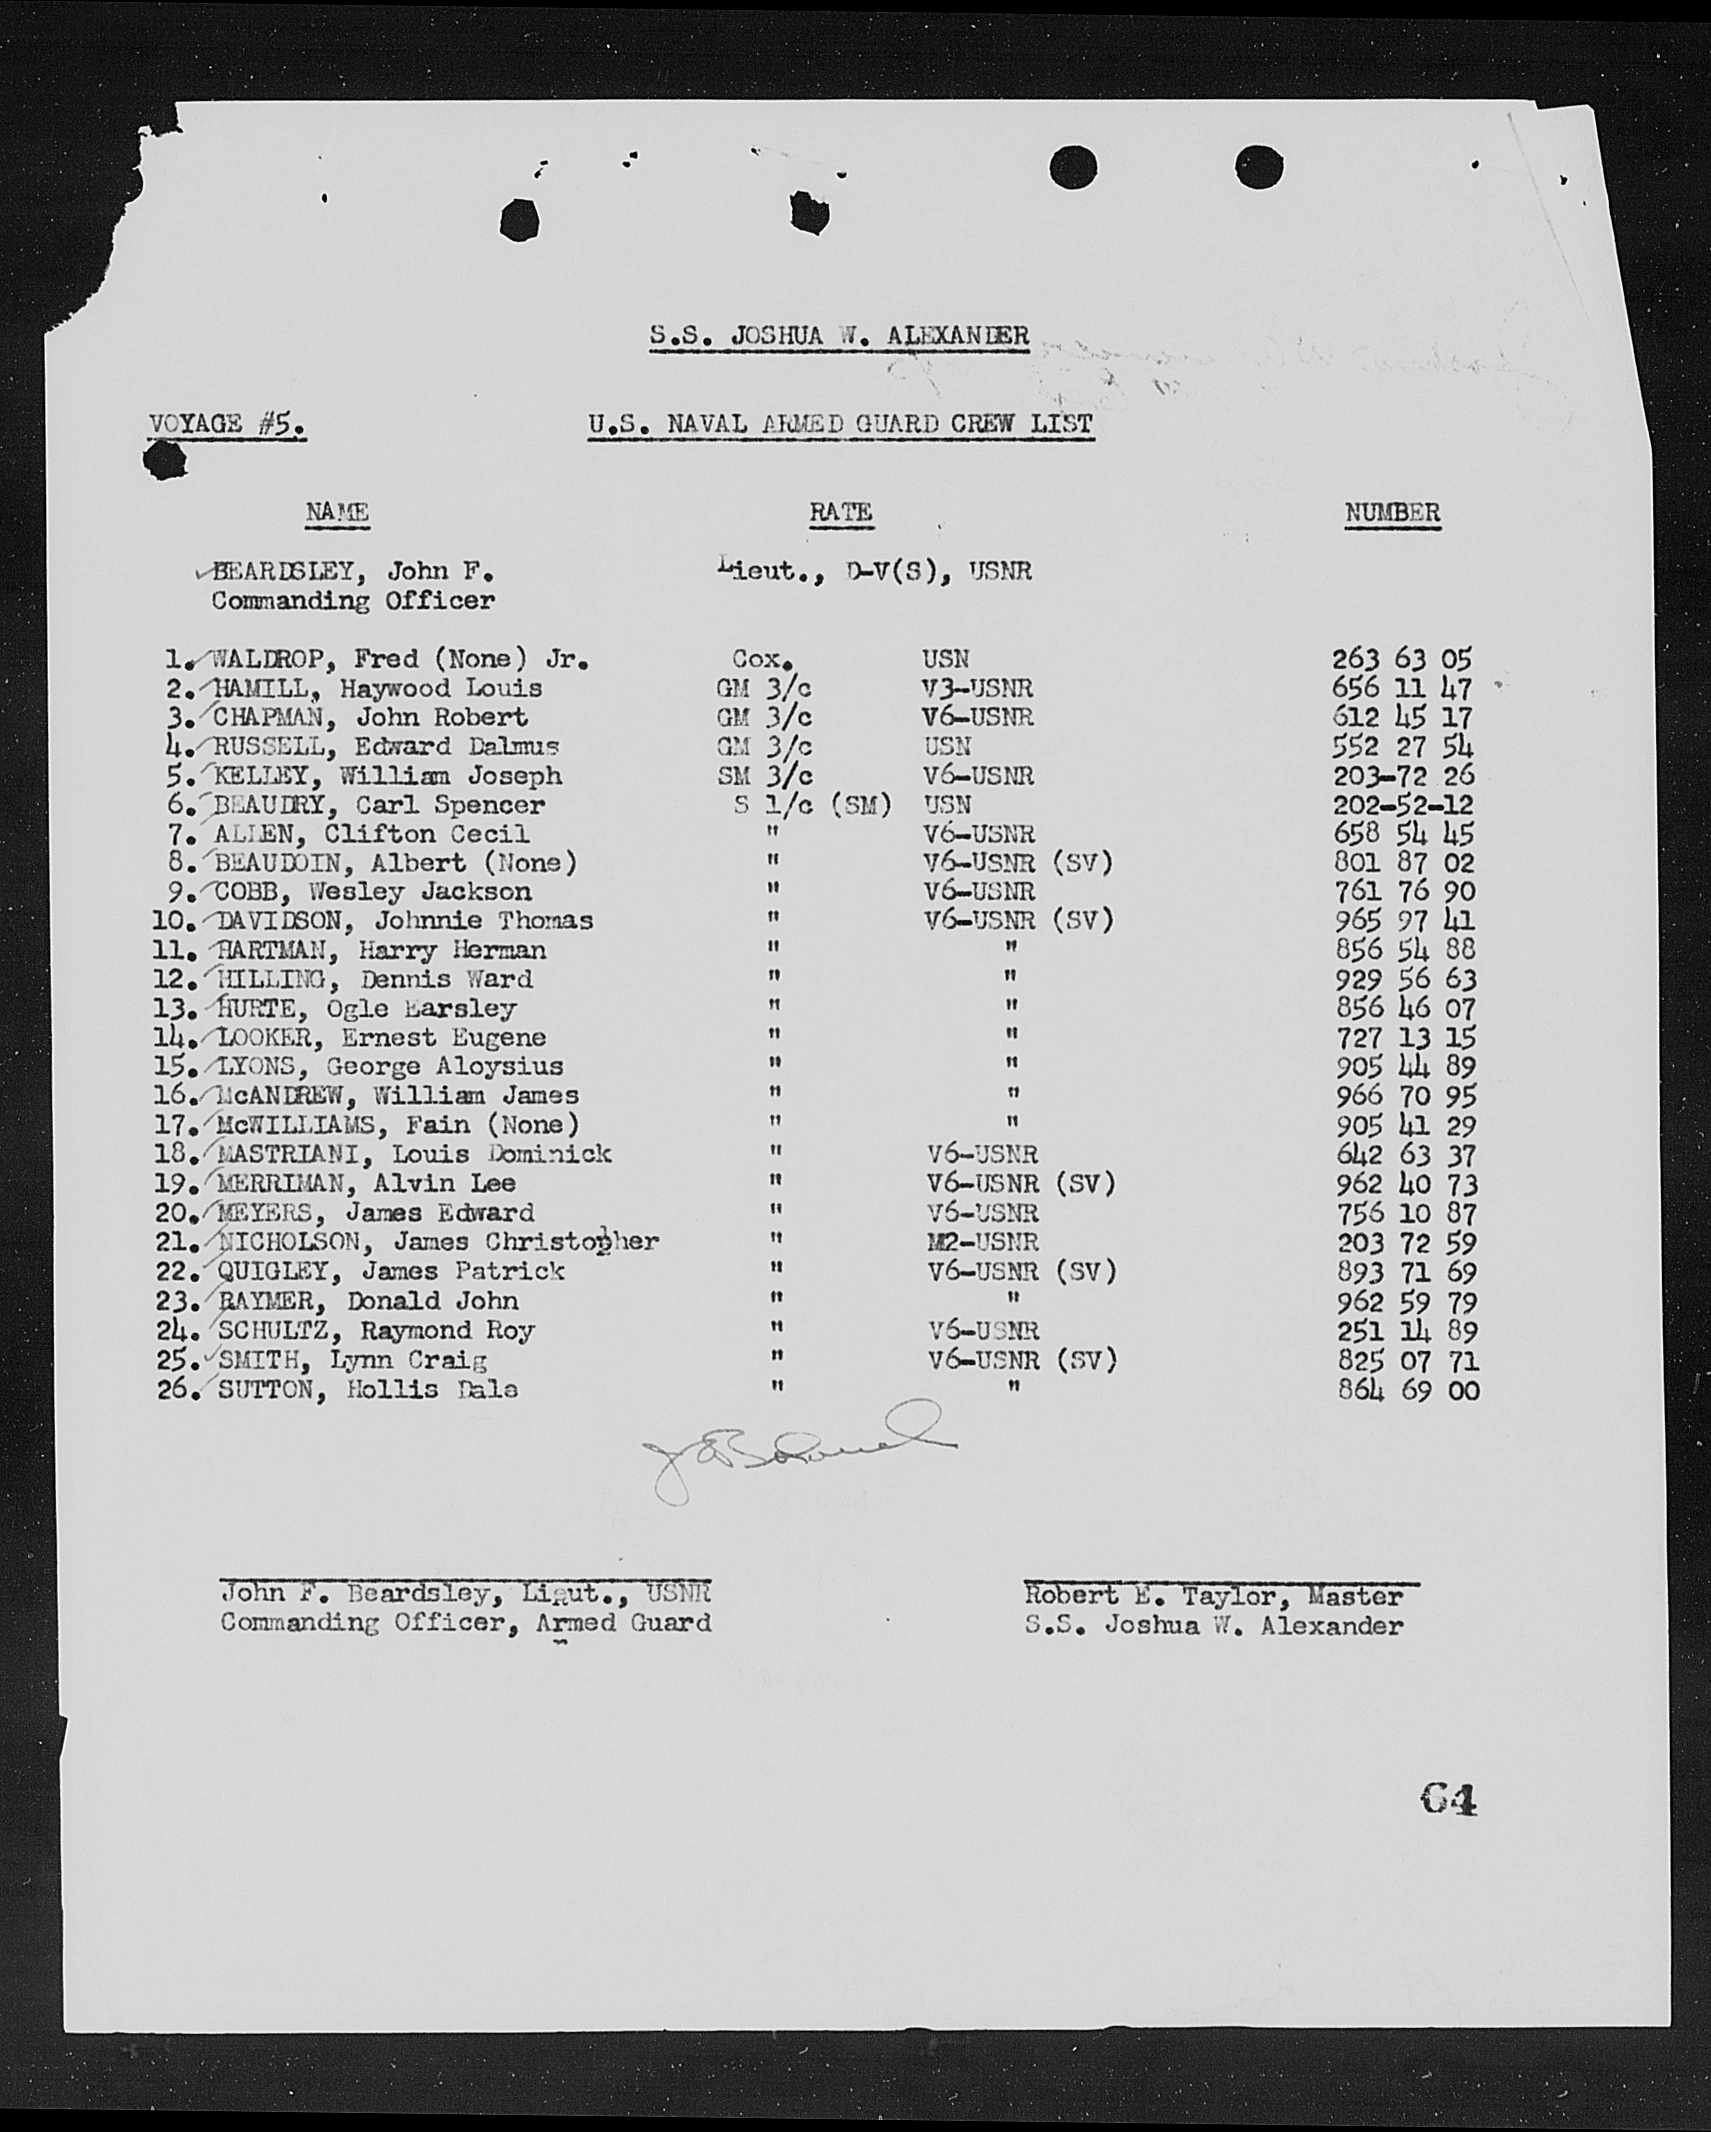 S.S. JOSHUA W. ALEXANDER
VOYAGE #5. U.S. NAVAL ARMED GUARD CREW LIST
NAME RATE NUMBER
BEARDSLEY, John F. Lieut., D-V(S), USNR
Commanding Officer
1. WALDROP, Fred (None) Jr. Cox. USN 263 63 05
2. HAMILL, Haywood Louis GM 3/c V3-USNR 656 11 47
3. CHAPMAN, John Robert GM 3/c V6-USNR 612 45 17
4. RUSSELL, Edward Dalmus GM 3/c USN 552 27 54
5. KELLEY, William Joseph SM 3/c V6-USNR 203-72 26
6. BEAUDRY, Carl Spencer S 1/c (SM) USN 202-52-12
7. ALLEN, Clifton Cecil " V6-USNR 658 54 45
8. BEAUDOIN, Albert (None) " V6-USNR (SV) 801 87 02
9. COBB, Wesley Jackson " V6-USNR 761 76 90
10. DAVIDSON, Johnnie Thomas " V6-USNR (SV) 965 97 41
11. HARTMAN, Harry Herman " " 856 54 88
12. HILLING, Dennis Ward " " 929 56 63
13. HURTE, Ogle Earsley " " 856 46 07
14. LOOKER, Ernest Eugene " " 727 13 15
15. LYONS, George Aloysius " " 905 44 89
16. McANDREW, William James " " 966 70 95
17. McWILLIAMS, Fain (None) " " 905 41 29
18. MASTRIANI, Louis Dominick " V6-USNR 642 63 37
19. MERRIMAN, Alvin Lee " V6-USNR (SV) 962 40 73
20. MEYERS, James Edward " V6-USNR 756 10 87
21. NICHOLSON, James Christopher " M2-USNR 203 72 59
22. QUIGLEY, James Patrick " V6-USNR (SV) 893 71 69
23. RAYMER, Donald John " " 962 59 79
24. SCHULTZ, Raymond Roy " V6-USNR 251 14 89
25. SMITH, Lynn Craig " V6-USNR (SV) 825 07 71
26. SUTTON, Hollis Dale " " 864 69 00
John F. Beardsley, Lieut., USNR Robert E. Taylor, Master
Commanding Officer, Armed Guard S.S. Joshua W. Alexander
64